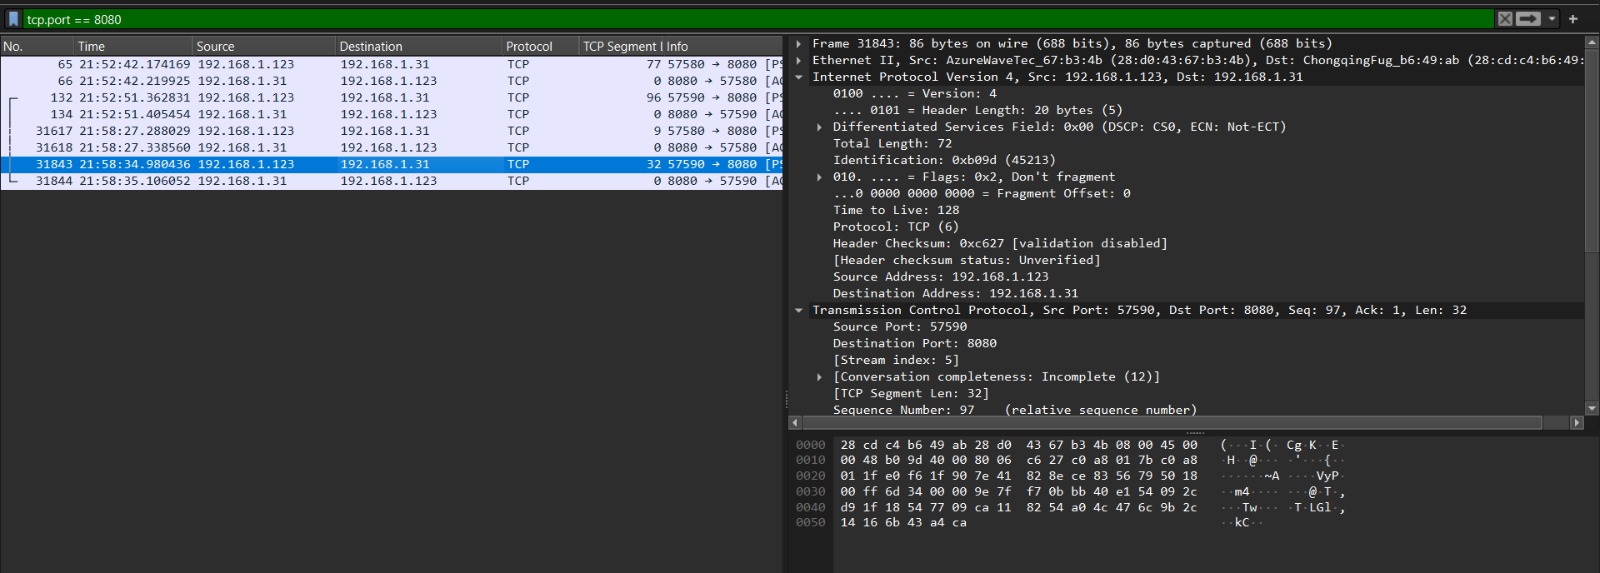 tcp.port == 8080
No. Time Source Destination Protocol TCP Segment l Info
65 21:52:42.174169 192.168.1.123 192.168.1.31 TCP 77 57580 → 8080 [PS
66 21:52:42.219925 192.168.1.31 192.168.1.123 TCP 0 8080 → 57580 [AC
132 21:52:51.362831 192.168.1.123 192.168.1.31 TCP 96 57590 → 8080 [PS
134 21:52:51.405454 192.168.1.31 192.168.1.123 TCP 0 8080 → 57590 [AC
31617 21:58:27.288029 192.168.1.123 192.168.1.31 TCP 9 57580 → 8080 [PS
31618 21:58:27.338560 192.168.1.31 192.168.1.123 TCP 0 8080 → 57580 [AC
31843 21:58:34.980436 192.168.1.123 192.168.1.31 TCP 32 57590 → 8080 [PS
31844 21:58:35.106052 192.168.1.31 192.168.1.123 TCP 0 8080 → 57590 [AC
Frame 31843: 86 bytes on wire (688 bits), 86 bytes captured (688 bits)
Ethernet II, Src: AzureWaveTec_67:b3:4b (28:d0:43:67:b3:4b), Dst: ChongqingFug_b6:49:ab (28:cd:c4:b6:49:
Internet Protocol Version 4, Src: 192.168.1.123, Dst: 192.168.1.31
0100 .... = Version: 4
.... 0101 = Header Length: 20 bytes (5)
Differentiated Services Field: 0x00 (DSCP: CS0, ECN: Not-ECT)
Total Length: 72
Identification: 0xb09d (45213)
010. .... = Flags: 0x2, Don't fragment
...0 0000 0000 0000 = Fragment Offset: 0
Time to Live: 128
Protocol: TCP (6)
Header Checksum: 0xc627 [validation disabled]
[Header checksum status: Unverified]
Source Address: 192.168.1.123
Destination Address: 192.168.1.31
Transmission Control Protocol, Src Port: 57590, Dst Port: 8080, Seq: 97, Ack: 1, Len: 32
Source Port: 57590
Destination Port: 8080
[Stream index: 5]
[Conversation completeness: Incomplete (12)]
[TCP Segment Len: 32]
Sequence Number: 97 (relative sequence number)
0000 28 cd c4 b6 49 ab 28 d0 43 67 b3 4b 08 00 45 00 (···I·(· Cg·K··E·
0010 00 48 b0 9d 40 00 80 06 c6 27 c0 a8 01 7b c0 a8 ·H··@··· ·'···{··
0020 01 1f e0 f6 1f 90 7e 41 82 8e ce 83 56 79 50 18 ······~A ····VyP·
0030 00 ff 6d 34 00 00 9e 7f f7 0b bb 40 e1 54 09 2c ··m4···· ···@·T·,
0040 d9 1f 18 54 77 09 ca 11 82 54 a0 4c 47 6c 9b 2c ···Tw··· ·T·LGl·,
0050 14 16 6b 43 a4 ca ··kC··